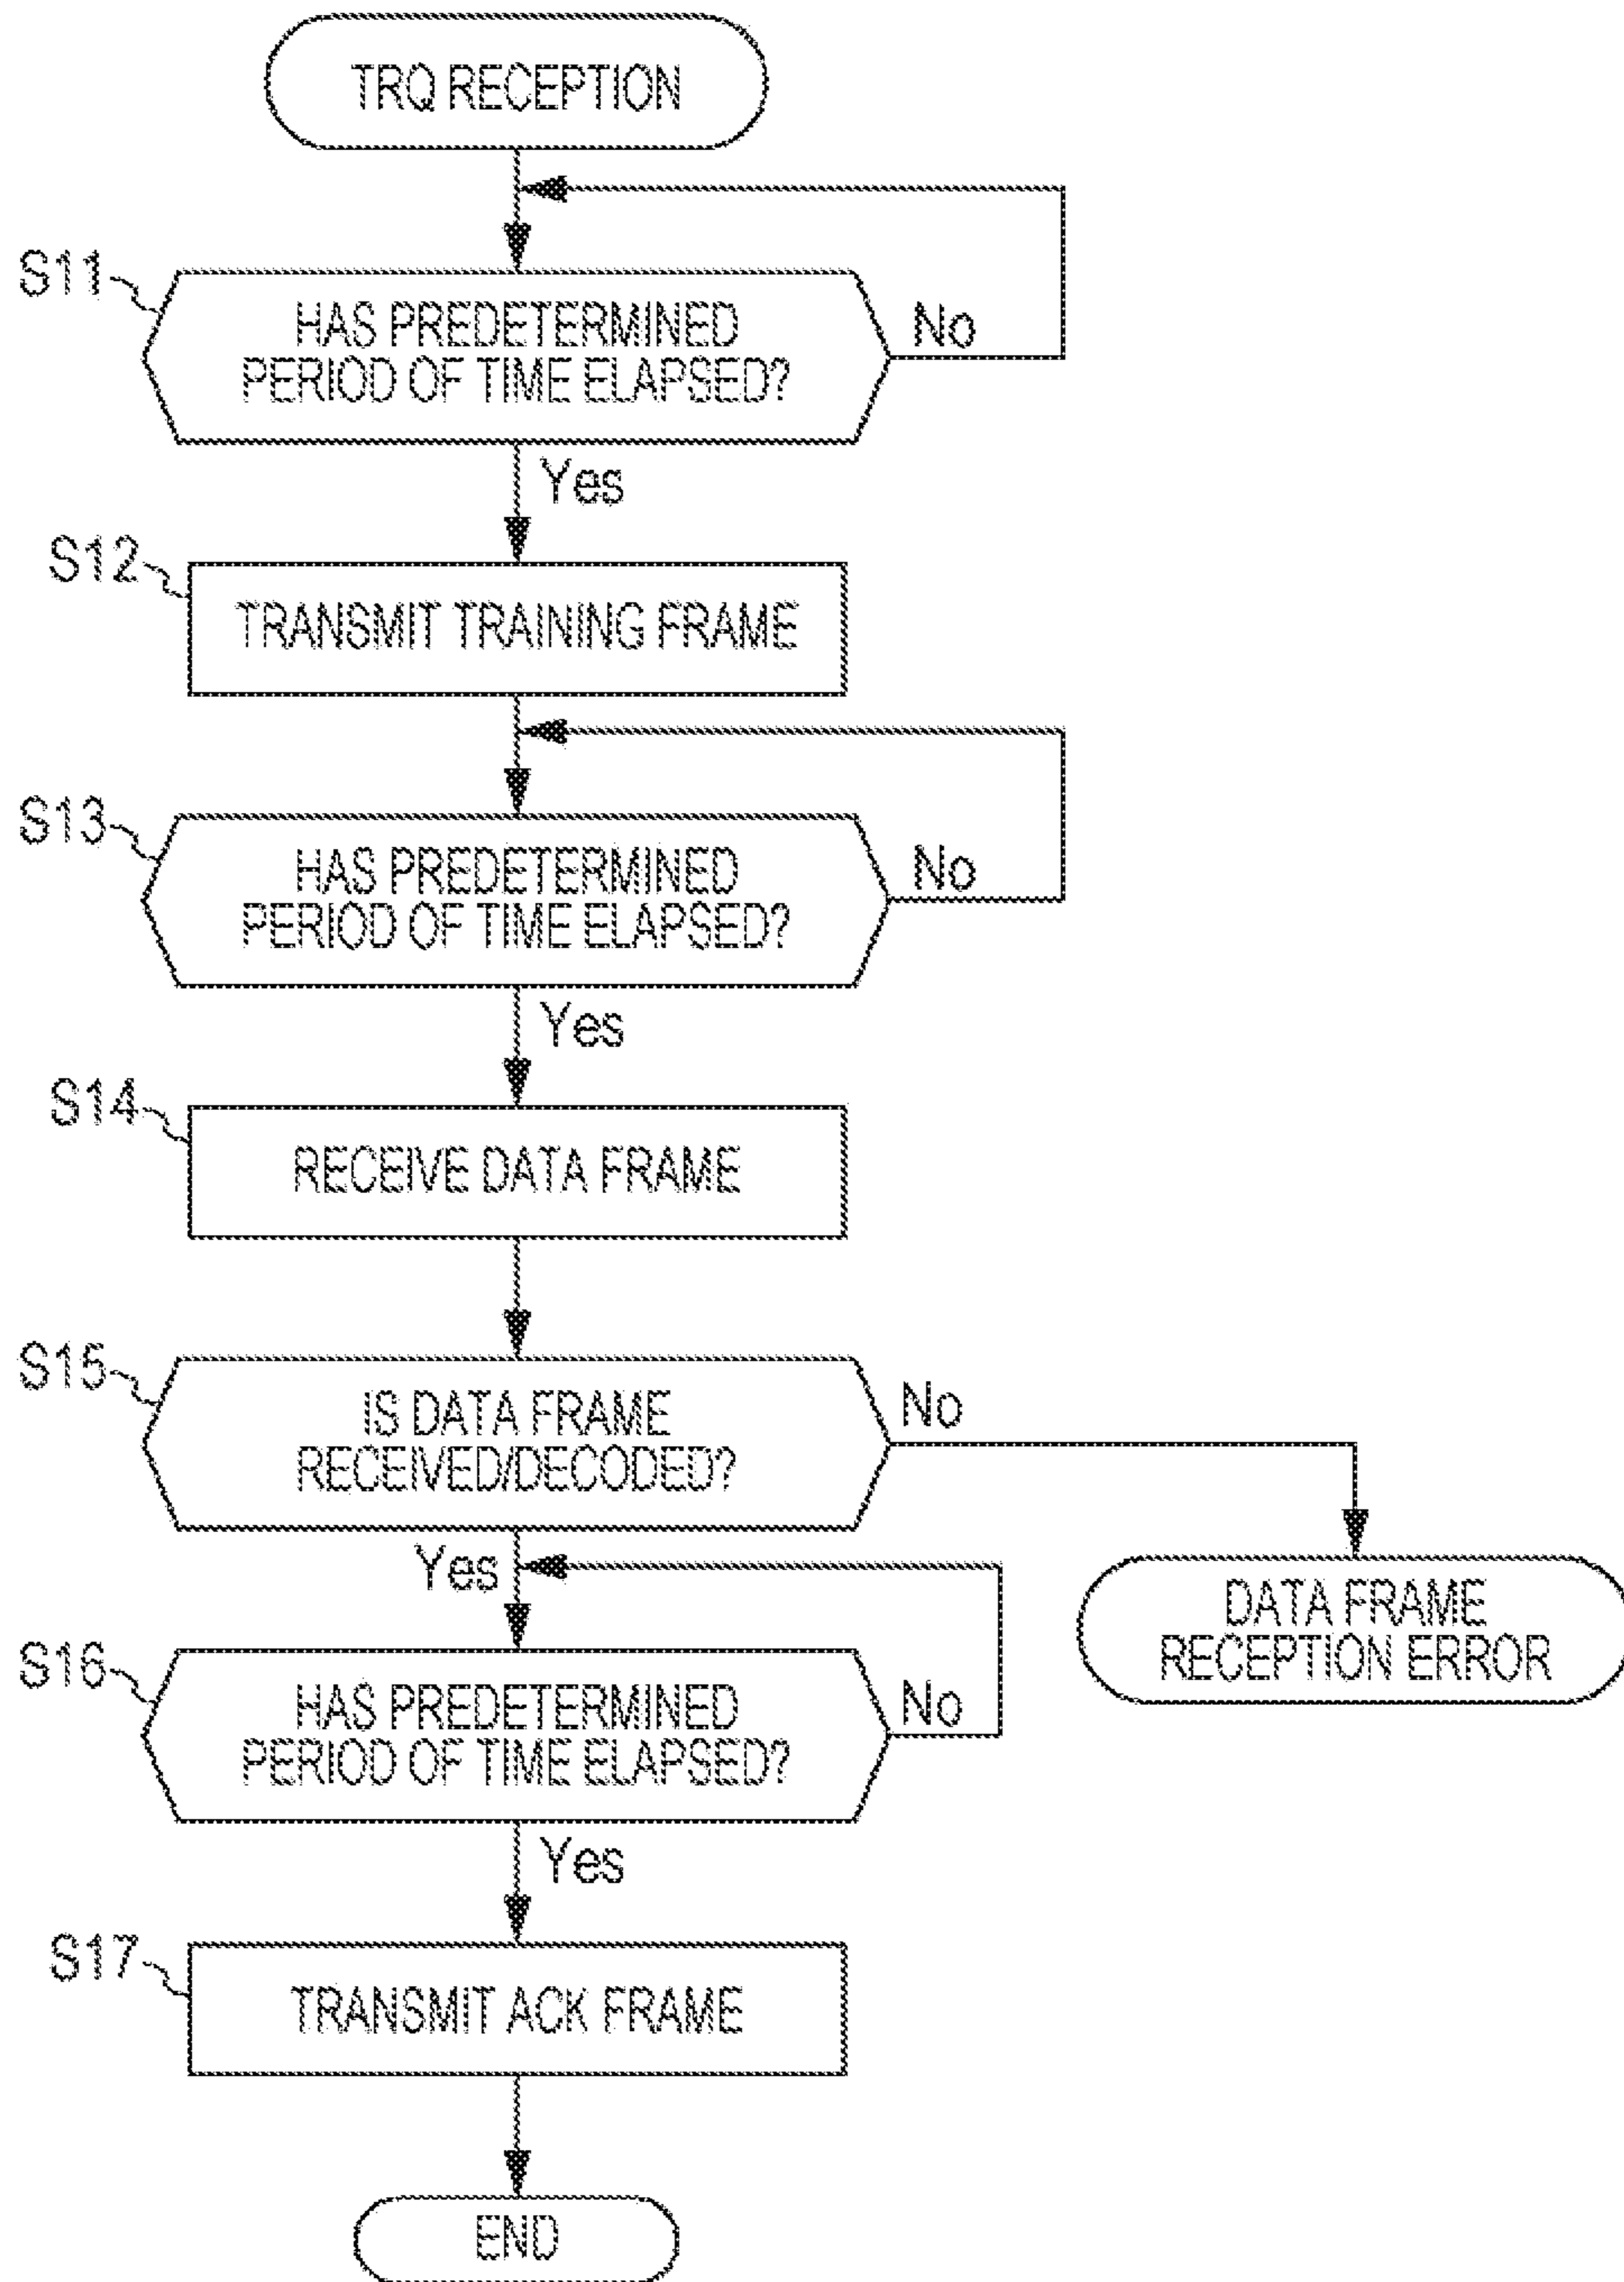 TRQ RECEPTION
S11
HAS PREDETERMINED
PERIOD OF TIME ELAPSED?
No
Yes
S12
TRANSMIT TRAINING FRAME
S13
HAS PREDETERMINED
PERIOD OF TIME ELAPSED?
No
Yes
S14
RECEIVE DATA FRAME
S15
IS DATA FRAME
RECEIVED/DECODED?
No
Yes
DATA FRAME
RECEPTION ERROR
S16
HAS PREDETERMINED
PERIOD OF TIME ELAPSED?
No
Yes
S17
TRANSMIT ACK FRAME
END